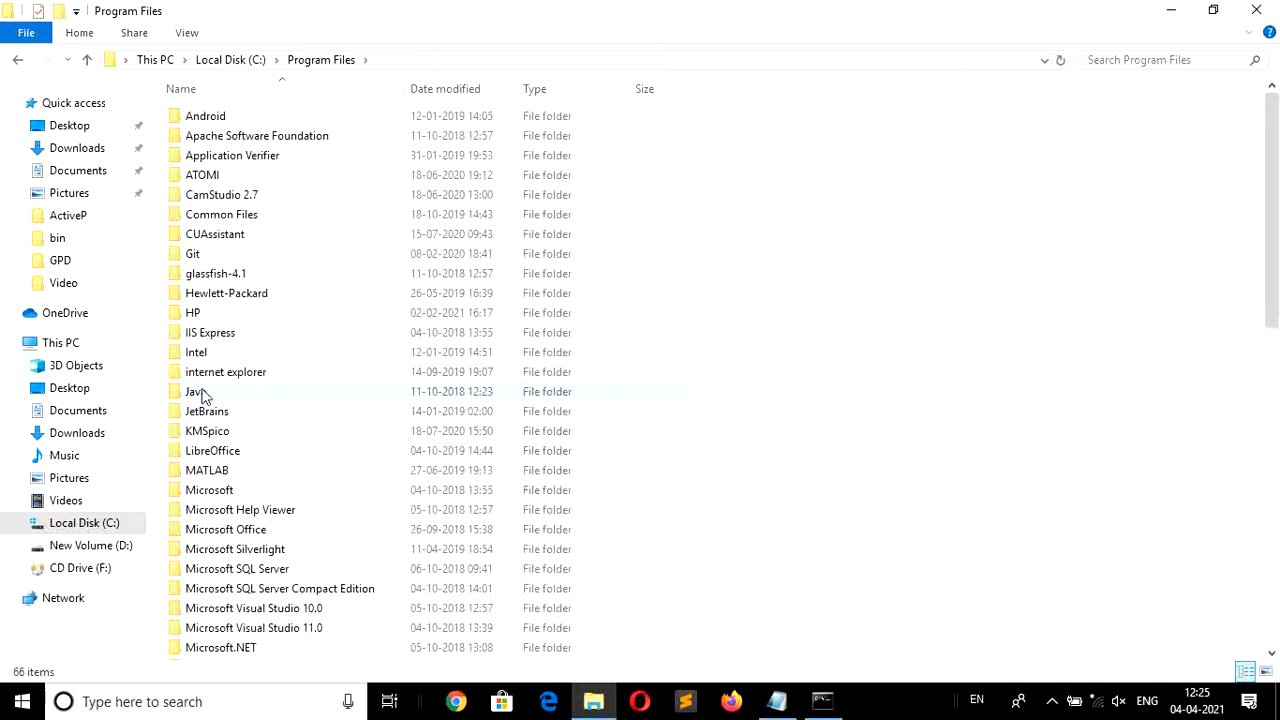 Program Files
File Home Share View
This PC Local Disk (C:) Program Files Search Program Files
Name Date modified Type Size
Quick access
Desktop
Downloads
Documents
Pictures
ActiveP
bin
GPD
Video
OneDrive
This PC
3D Objects
Desktop
Documents
Downloads
Music
Pictures
Videos
Local Disk (C:)
New Volume (D:)
CD Drive (F:)
Network
Android 12-01-2019 14:05 File folder
Apache Software Foundation 11-10-2018 12:57 File folder
Application Verifier 31-01-2019 19:53 File folder
ATOMI 18-06-2020 19:12 File folder
CamStudio 2.7 18-06-2020 13:00 File folder
Common Files 18-10-2019 14:43 File folder
CUAssistant 15-07-2020 09:43 File folder
Git 08-02-2020 18:41 File folder
glassfish-4.1 11-10-2018 12:57 File folder
Hewlett-Packard 26-05-2019 16:39 File folder
HP 02-02-2021 16:17 File folder
IIS Express 04-10-2018 13:55 File folder
Intel 12-01-2019 14:51 File folder
internet explorer 14-09-2019 19:07 File folder
Java 11-10-2018 12:23 File folder
JetBrains 14-01-2019 02:00 File folder
KMSpico 18-07-2020 15:50 File folder
LibreOffice 04-10-2018 14:44 File folder
MATLAB 27-06-2019 19:13 File folder
Microsoft 04-10-2018 13:55 File folder
Microsoft Help Viewer 05-10-2018 12:57 File folder
Microsoft Office 26-09-2018 15:38 File folder
Microsoft Silverlight 11-04-2019 18:54 File folder
Microsoft SQL Server 06-10-2018 09:41 File folder
Microsoft SQL Server Compact Edition 04-10-2018 14:01 File folder
Microsoft Visual Studio 10.0 05-10-2018 12:57 File folder
Microsoft Visual Studio 11.0 04-10-2018 13:39 File folder
Microsoft.NET 05-10-2018 13:08 File folder
66 items
Type here to search EN ENG 12:25
04-04-2021